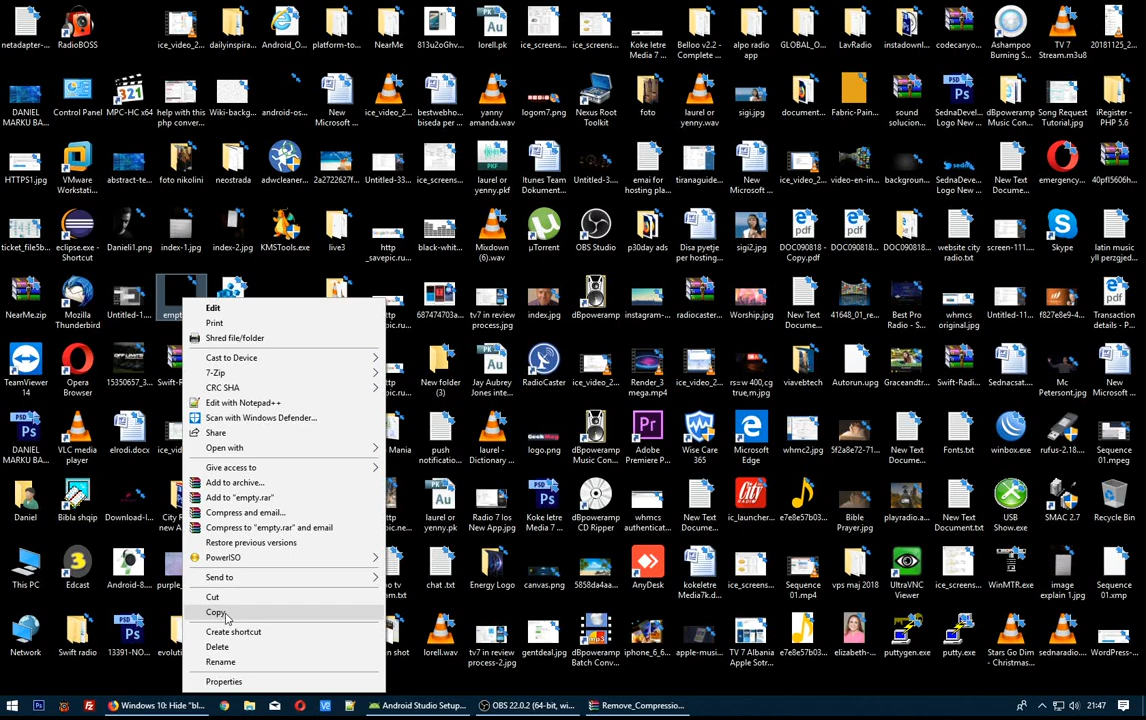 netadapter-...
RadioBOSS
ice_video_2...
dailyinspira...
Android_O...
platform-to...
NearMe
813u2oGhv...
lorell.pk
ice_screens...
ice_screens...
Koke letre
Media 7 ...
Belloo v2.2 -
Complete ...
alpo radio
app
GLOBAL_O...
LavRadio
instadownl...
codecanyo...
Ashampoo
Burning S...
TV 7
Stream.m3u8
20181125_2...
DANIEL
MARKU BA...
Control Panel
MPC-HC x64
help with this
php conver...
Wiki-backg...
android-os...
New
Microsoft ...
ice_video_2...
bestwebho...
biseda per ...
yanny
amanda.wav
logom7.png
Nexus Root
Toolkit
foto
laurel or
yenny.wav
sigi.jpg
document...
Fabric-Pain...
sound
solucion...
SednaDevel...
Logo New ...
dBpoweramp
Music Con...
Song Request
Tutorial.jpg
iRegister -
PHP 5.6
HTTPS1.jpg
VMware
Workstati...
abstract-te...
foto nikolini
neostrada
adwcleaner...
2a2722627f...
Untitled-33...
ice_screens...
laurel or
yenny.pkf
Itunes Team
Dokument...
Untitled-3...
emai for
hosting pla...
tiranaguide...
New
Microsoft ...
ice_video_2...
video-en-in...
backgroun...
SednaDevel...
Logo New ...
New Text
Docume...
emergency...
40pfl5606h...
ticket_file5b...
eclipse.exe -
Shortcut
Danieli1.png
index-1.jpg
index-2.jpg
KMSTools.exe
live3
http
_savepic.ru...
black-whit...
Mixdown
(6).wav
µTorrent
OBS Studio
p30day ads
Disa pyetje
per hosting...
sigi2.jpg
DOC090818 -
Copy.pdf
DOC090818...
DOC090818...
website city
radio.txt
screen-111...
Skype
latin music
yll perzgjed...
NearMe.zip
Mozilla
Thunderbird
Untitled-1...
empt
687474703a...
tv7 in review
process.jpg
index.jpg
dBpoweramp
instagram-...
radiocaster...
Worship.jpg
New Text
Docume...
41648_01_re...
Best Pro
Radio - S...
whmcs
original.jpg
Untitled-11...
f827e8e9-4...
Transaction
details - P...
TeamViewer
14
Opera
Browser
15350657_3...
Swift-R
New folder
(3)
Jay Aubrey
Jones inte...
RadioCaster
ice_video_2...
Render_3
mega.mp4
ice_video_2...
rs=w 400,cg
true,m.jpg
viavebtech
Autorun.upg
Graceandtr...
Swift-Radi...
Sednacsat....
Mc
Petersont.jpg
New
Microsoft ...
DANIEL
MARKU BA...
VLC media
player
elrodi.docx
ice_vid
Mania
push
notificatio...
laurel -
Dictionary ...
logo.png
dBpoweramp
Music Con...
Adobe
Premiere P...
Wise Care
365
Microsoft
Edge
whmc2.jpg
5f2a8e72-71...
New Text
Docume...
Fonts.txt
winbox.exe
rufus-2.18....
Sequence
01.mpeg
Daniel
Bibla shqip
Download-I...
City R
new A
laurel or
yenny.pk
Radio 7 Ios
New App.jpg
Koke letre
Media 7 ...
dBpoweramp
CD Ripper
whmcs
authenticat...
New Text
Docume...
ic_launcher...
e7e8e57b03...
Bible
Prayer.jpg
playradio.a...
New Text
Document.txt
USB
Show.exe
SMAC 2.7
Recycle Bin
This PC
Edcast
Android-8....
purple_
tv
m.txt
chat .txt
Energy Logo
canvas.png
5858da4aa...
AnyDesk
kokeletre
Media7k.d...
ice_screens...
Sequence
01.mp4
vps maj 2018
UltraVNC
Viewer
ice_screens...
WinMTR.exe
image
explain 1.jpg
Sequence
01.xmp
Network
Swift radio
13391-NO...
evoluti
shot
lorell.wav
tv7 in review
process-2.jpg
gentdeal.jpg
dBpoweramp
Batch Conv...
iphone_6_6...
apple-musi...
TV 7 Albania
Apple Sotr...
e7e8e57b03...
elizabeth-...
puttygen.exe
putty.exe
Stars Go Dim
- Christmas...
sednaradio....
WordPress-...
Edit
Print
Shred file/folder
Cast to Device
7-Zip
CRC SHA
Edit with Notepad++
Scan with Windows Defender...
Share
Open with
Give access to
Add to archive...
Add to "empty.rar"
Compress and email...
Compress to "empty.rar" and email
Restore previous versions
PowerISO
Send to
Cut
Copy
Create shortcut
Delete
Rename
Properties
Windows 10: Hide "bl...
Android Studio Setup...
OBS 22.0.2 (64-bit, wi...
Remove_Compressio...
21:47